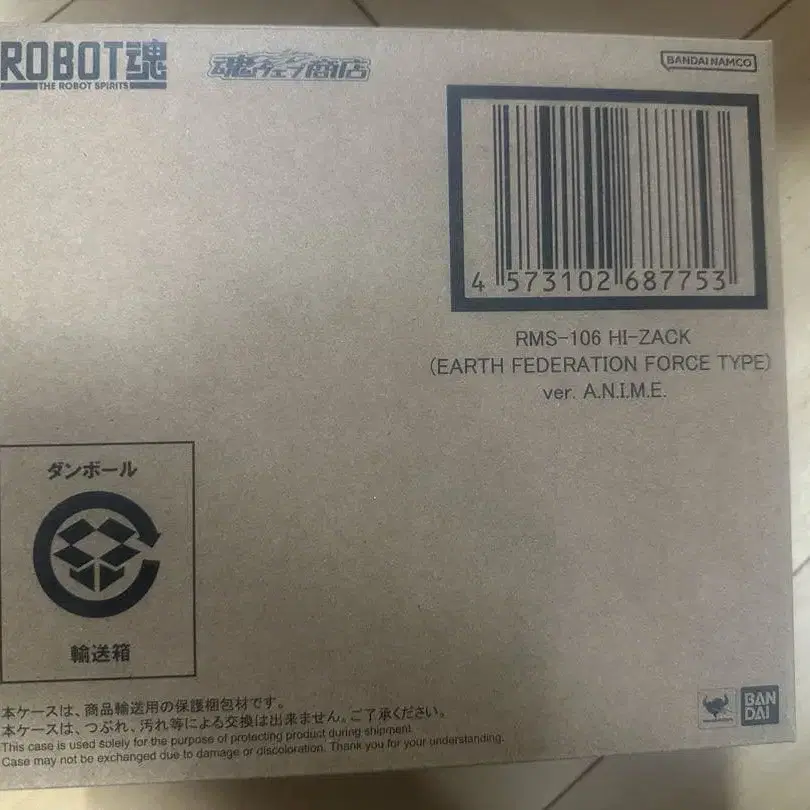 ROBOT魂
THE ROBOT SPIRITS
魂ウェブ商店
BANDAI NAMCO
4 573102 687753
RMS-106 HI-ZACK
(EARTH FEDERATION FORCE TYPE)
ver. A.N.I.M.E.
ダンボール
輸送箱
本ケースは、商品輸送用の保護梱包材です。
本ケースは、つぶれ、汚れ等による交換は出来ません。ご了承ください。
This case is used solely for the purpose of protecting product during shipment.
Case may not be exchanged due to damage or discoloration. Thank you for your understanding.
BAN
DAI